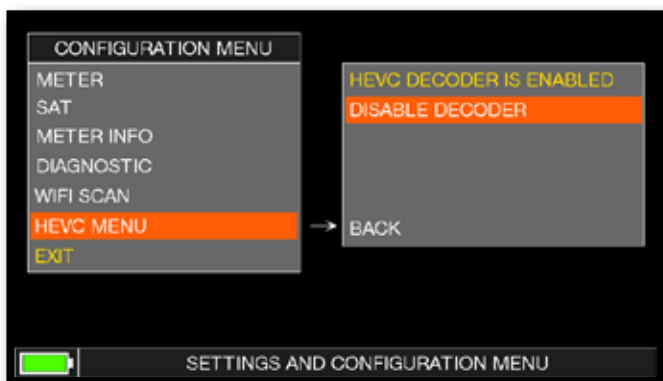 CONFIGURATION MENU
METER
SAT
METER INFO
DIAGNOSTIC
WIFI SCAN
HEVC MENU
EXIT
HEVC DECODER IS ENABLED
DISABLE DECODER
BACK
SETTINGS AND CONFIGURATION MENU